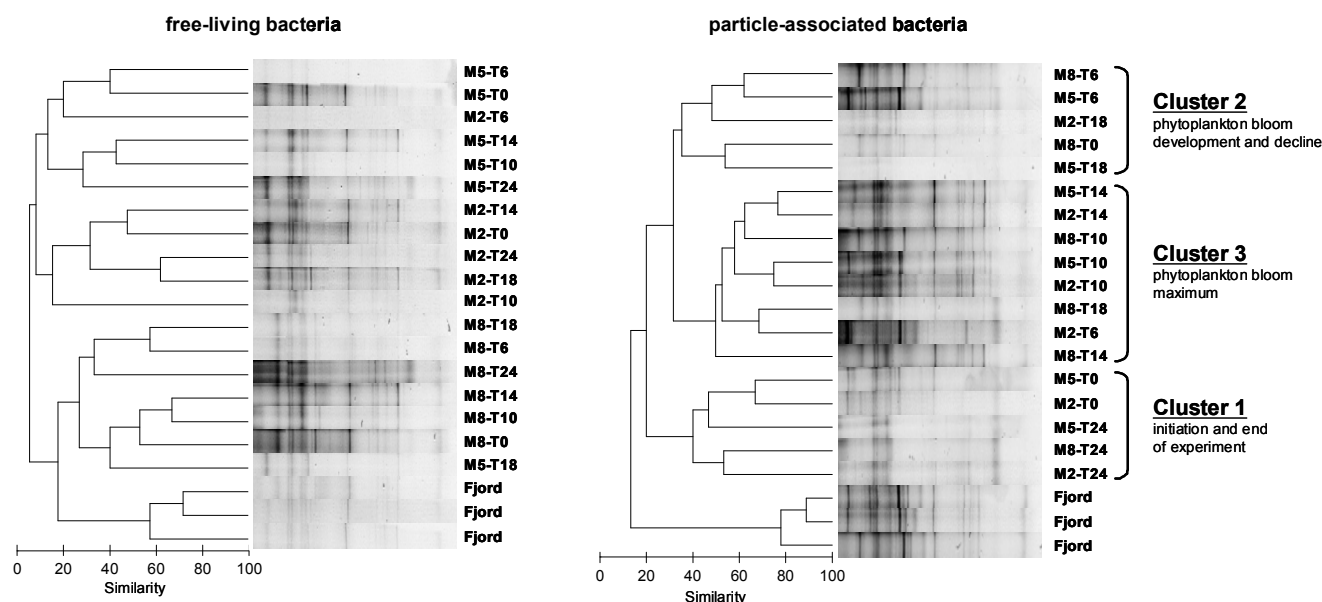 free-living bacteria
M5-T6
M5-T0
M2-T6
M5-T14
M5-T10
M5-T24
M2-T14
M2-T0
M2-T24
M2-T18
M2-T10
M8-T18
M8-T6
M8-T24
M8-T14
M8-T10
M8-T0
M5-T18
Fjord
Fjord
Fjord
0 20 40 60 80 100
Similarity
particle-associated bacteria
M8-T6
M5-T6
M2-T18
M8-T0
M5-T18
M5-T14
M2-T14
M8-T10
M5-T10
M2-T10
M8-T18
M2-T6
M8-T14
M5-T0
M2-T0
M5-T24
M8-T24
M2-T24
Fjord
Fjord
Fjord
0 20 40 60 80 100
Similarity
Cluster 2
phytoplankton bloom
development and decline
Cluster 3
phytoplankton bloom
maximum
Cluster 1
initiation and end
of experiment